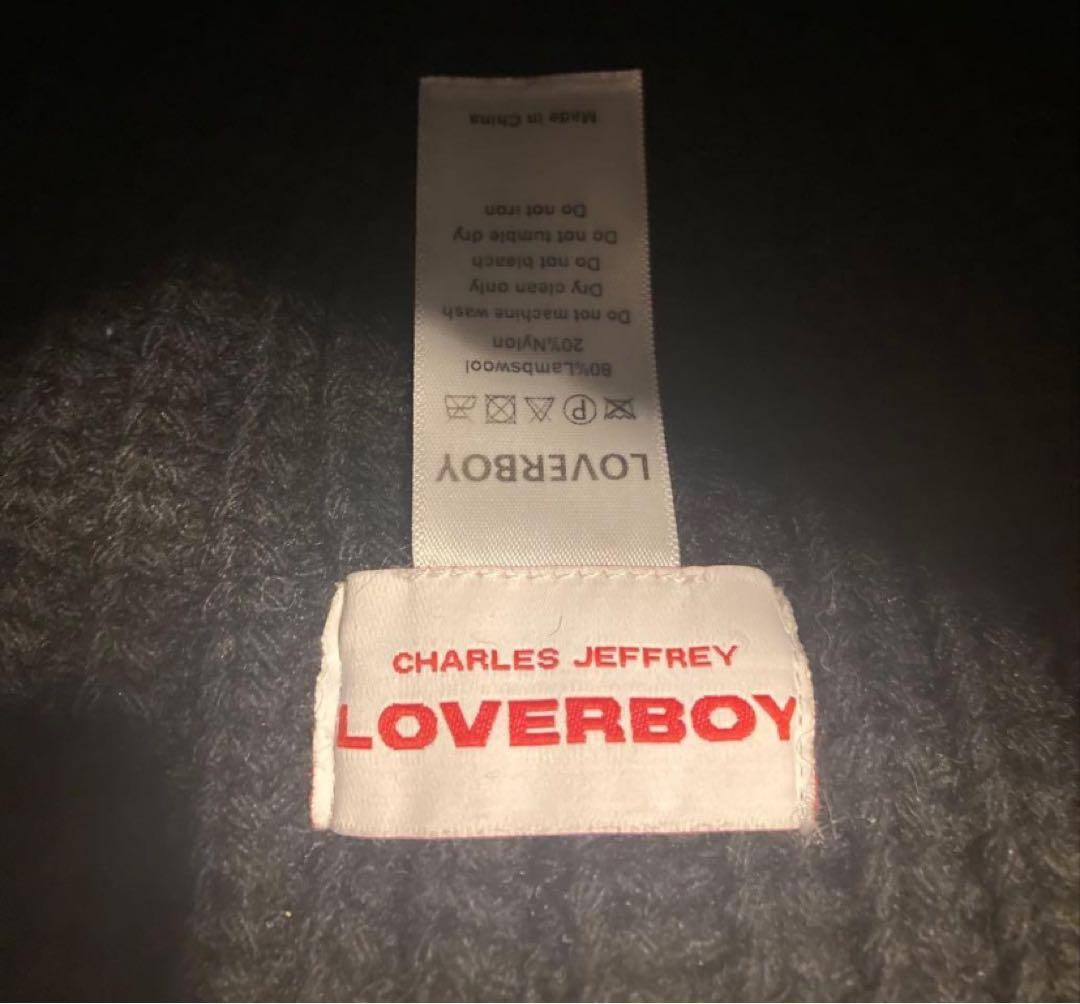 CHARLES JEFFREY
LOVERBOY
LOVERBOY
P
80%Lambswool
20%Nylon
Do not machine wash
Dry clean only
Do not bleach
Do not tumble dry
Do not iron
Made in China